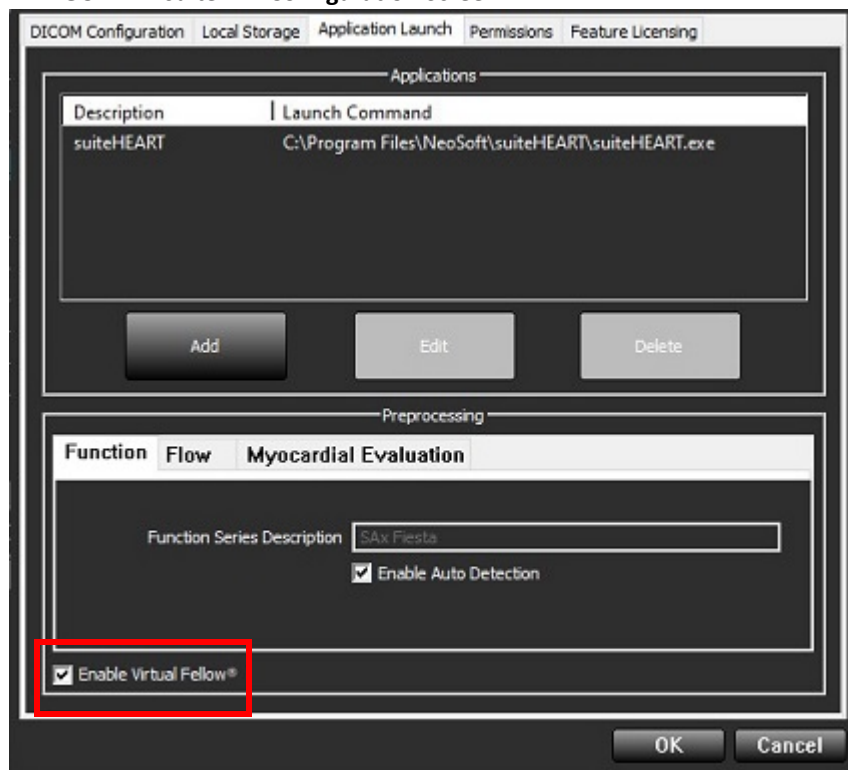 DICOM Configuration Local Storage Application Launch Permissions Feature Licensing
Applications
Description Launch Command
suiteHEART C:\Program Files\NeoSoft\suiteHEART\suiteHEART.exe
Add Edit Delete
Preprocessing
Function Flow Myocardial Evaluation
Function Series Description SAx Fiesta
Enable Auto Detection
Enable Virtual Fellow®
OK Cancel